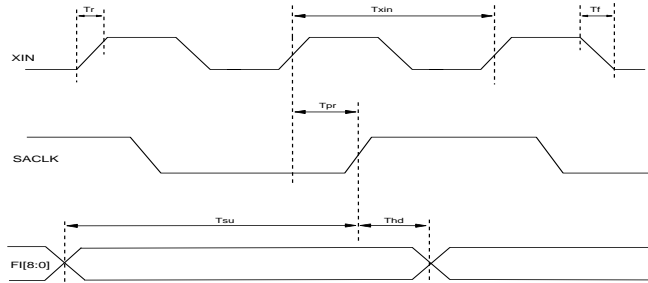 Tr
Txin
Tf
XIN
Tpr
SACLK
Tsu
Thd
FI[8:0]